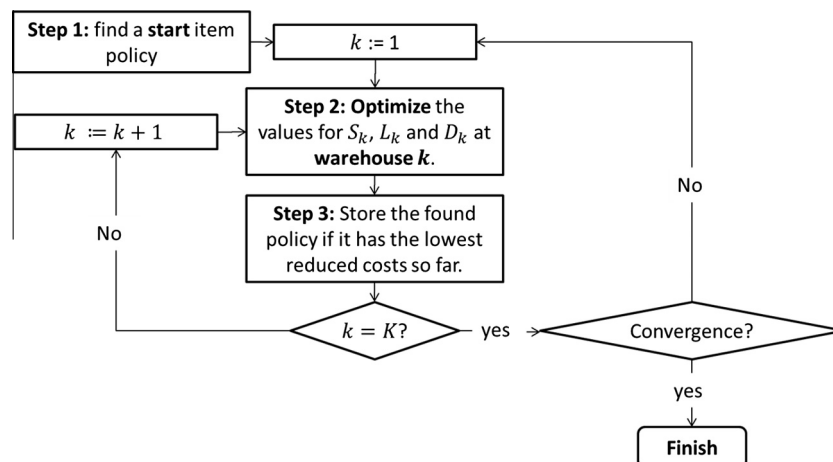 Step 1: find a start item
policy
k := 1
Step 2: Optimize the
values for S_k, L_k and D_k at
warehouse k.
k := k + 1
Step 3: Store the found
policy if it has the lowest
reduced costs so far.
No
No
k = K?
yes
Convergence?
yes
Finish